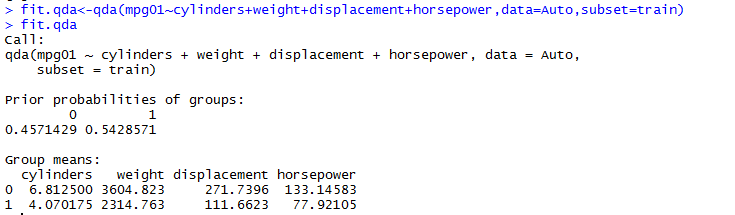 > fit.qda<-qda(mpg01~cylinders+weight+displacement+horsepower,data=Auto,subset=train)
> fit.qda
Call:
qda(mpg01 ~ cylinders + weight + displacement + horsepower, data = Auto,
    subset = train)

Prior probabilities of groups:
        0         1
0.4571429 0.5428571

Group means:
  cylinders   weight displacement horsepower
0  6.812500 3604.823     271.7396  133.14583
1  4.070175 2314.763     111.6623   77.92105